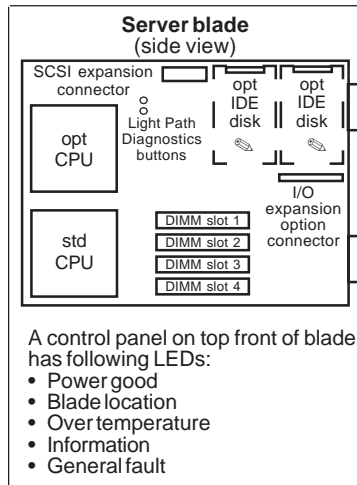 Server blade
(side view)
SCSI expansion
connector
opt
IDE
disk
opt
IDE
disk
Light Path
Diagnostics
buttons
opt
CPU
I/O
expansion
option
connector
std
CPU
DIMM slot 1
DIMM slot 2
DIMM slot 3
DIMM slot 4
A control panel on top front of blade
has following LEDs:
• Power good
• Blade location
• Over temperature
• Information
• General fault